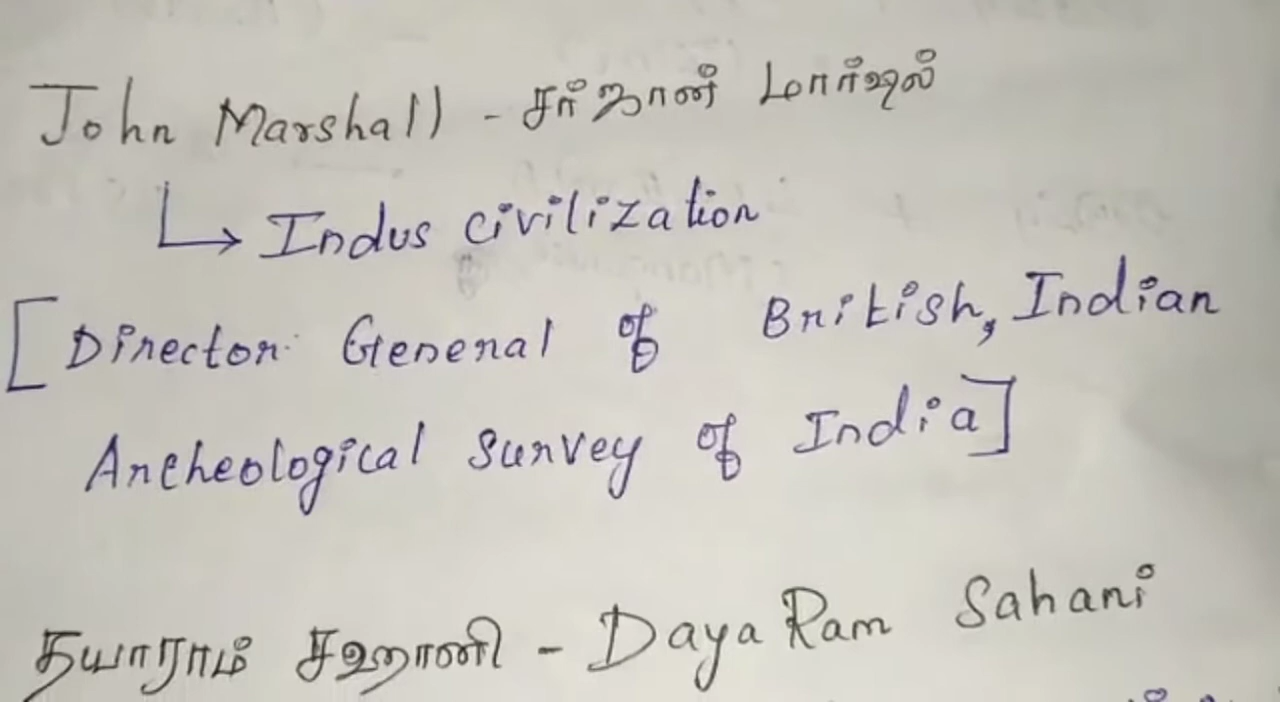 John Marshall - சர்ஜான் மார்ஷல்
↳ Indus civilization
[Director General of British, Indian
Archeological Survey of India]
தயாராம் சஹானி - Daya Ram Sahani